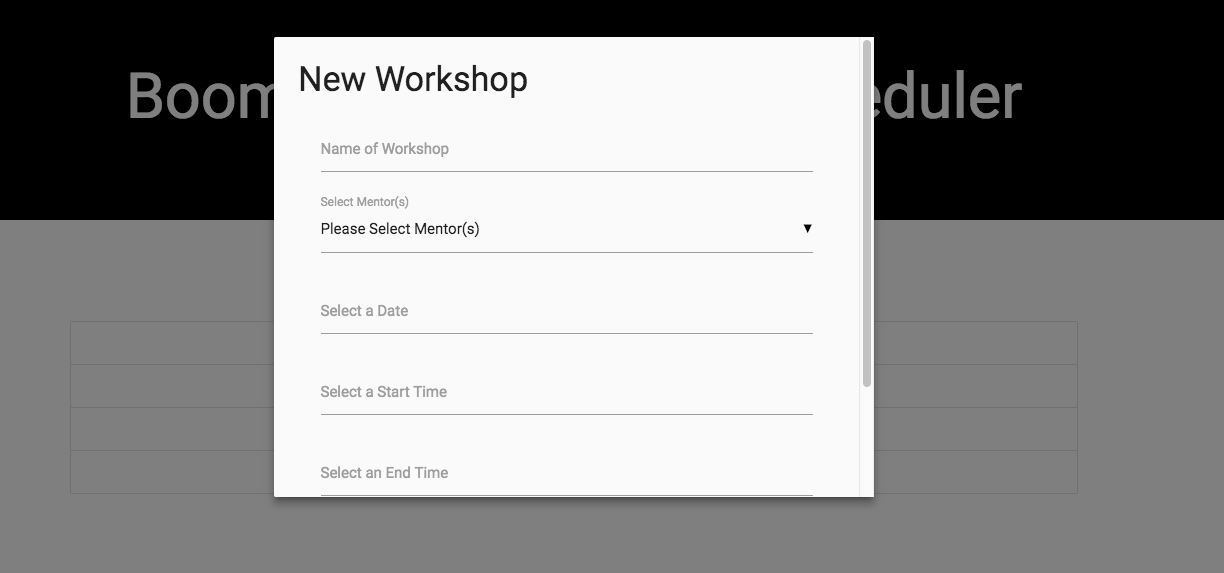 Boom eduler
New Workshop
Name of Workshop
Select Mentor(s)
Please Select Mentor(s)
Select a Date
Select a Start Time
Select an End Time